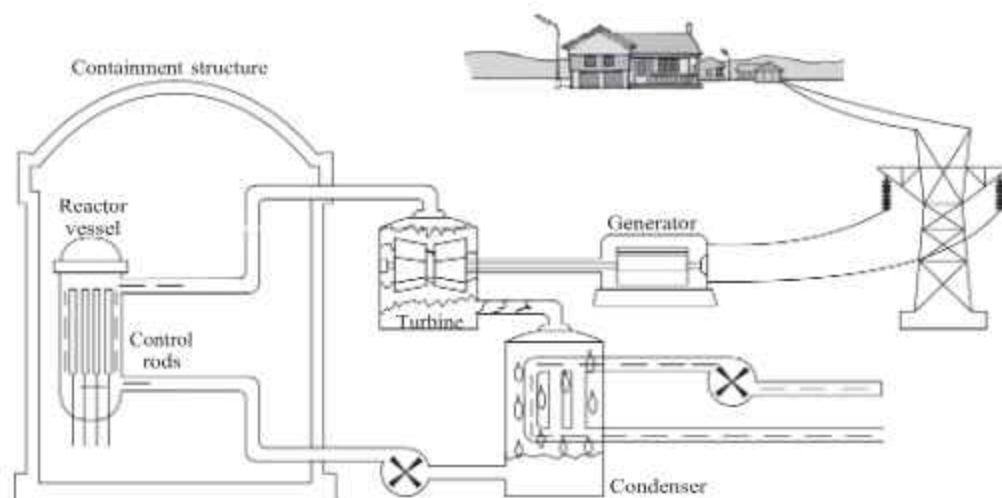 Containment structure
Reactor
vessel
Generator
Turbine
Control
rods
Condenser